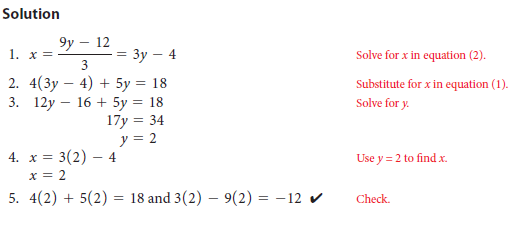 Solution
1. x = (9y − 12)/3 = 3y − 4 Solve for x in equation (2).
2. 4(3y − 4) + 5y = 18 Substitute for x in equation (1).
3. 12y − 16 + 5y = 18 Solve for y.
17y = 34
y = 2
4. x = 3(2) − 4 Use y = 2 to find x.
x = 2
5. 4(2) + 5(2) = 18 and 3(2) − 9(2) = −12 ✔ Check.